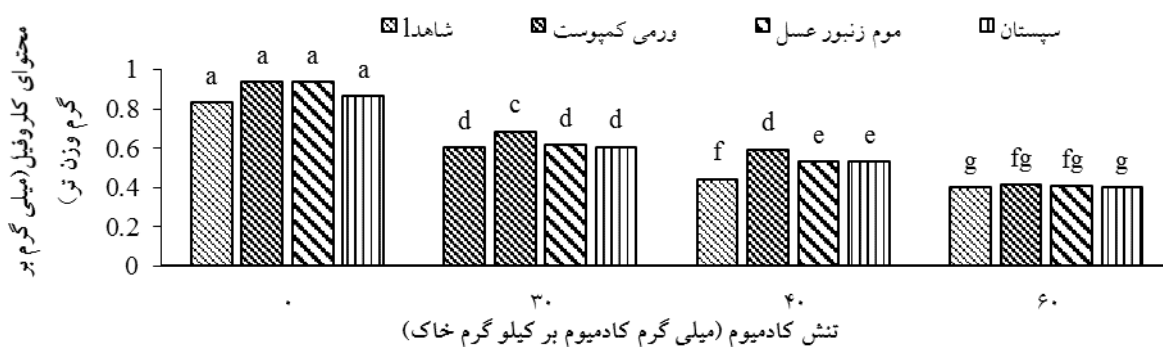 شاهدا
ورمی کمپوست
موم زنبور عسل
سپستان
محتوای کلروفیل(میلی گرم بر
گرم وزن تر)
1
0.8
0.6
0.4
0.2
0
a a a a
d c d d
f d e e
g fg fg g
۰ ۳۰ ۴۰ ۶۰
تنش کادمیوم (میلی گرم کادمیوم بر کیلو گرم خاک)